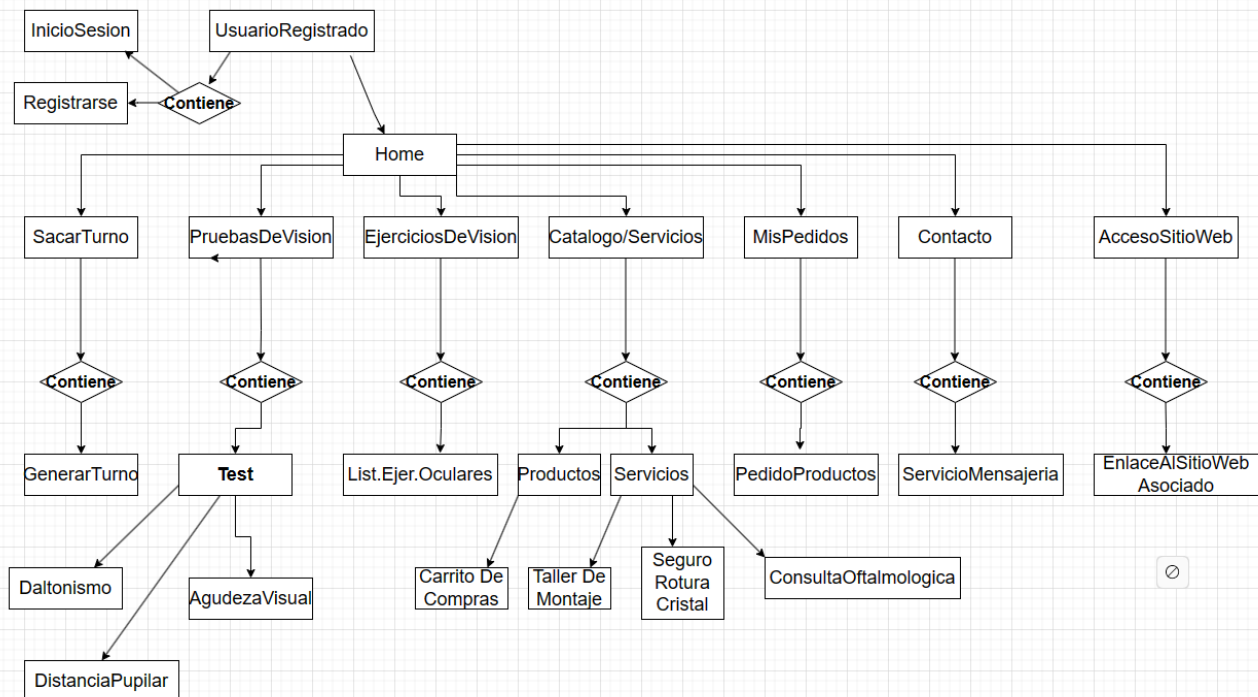 InicioSesion
UsuarioRegistrado
Registrarse
Contiene
Home
SacarTurno
PruebasDeVision
EjerciciosDeVision
Catalogo/Servicios
MisPedidos
Contacto
AccesoSitioWeb
Contiene
Contiene
Contiene
Contiene
Contiene
Contiene
Contiene
GenerarTurno
Test
List.Ejer.Oculares
Productos
Servicios
PedidoProductos
ServicioMensajeria
EnlaceAlSitioWeb
Asociado
Daltonismo
AgudezaVisual
Carrito De
Compras
Taller De
Montaje
Seguro
Rotura
Cristal
ConsultaOftalmologica
DistanciaPupilar